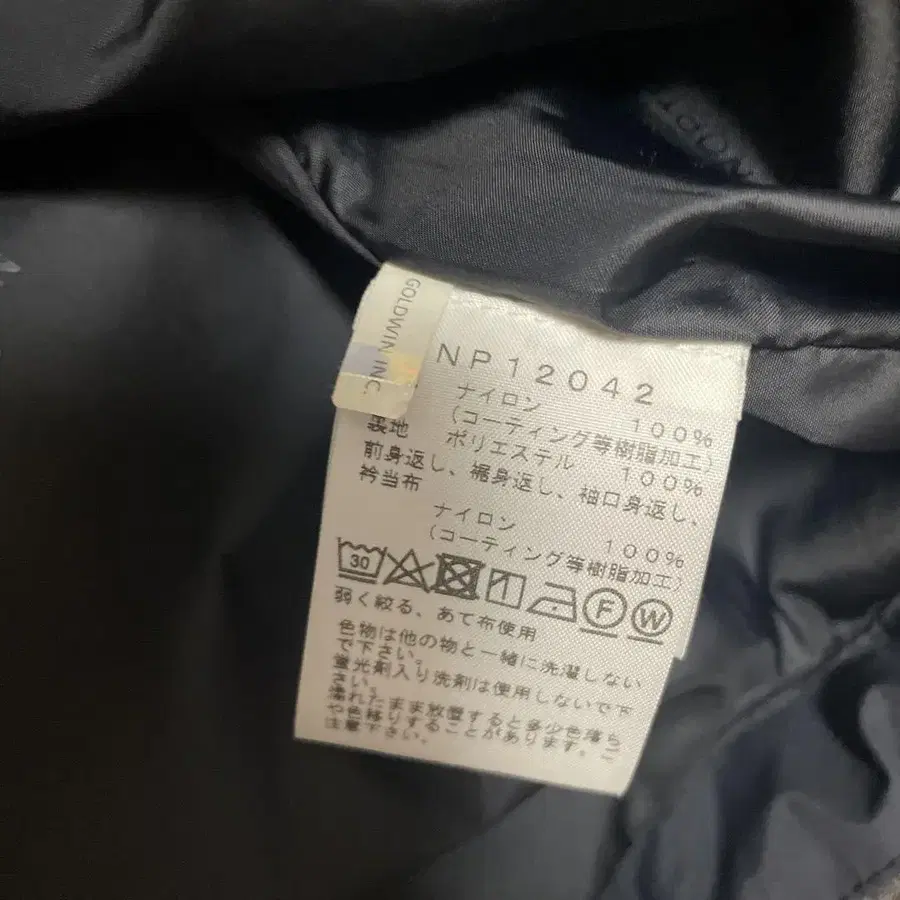 GOLDWIN INC.
NP12042
ナイロン 100%
(コーティング等樹脂加工)
裏地 ポリエステル 100%
前身返し、裾身返し、袖口身返し、
衿当布
ナイロン 100%
(コーティング等樹脂加工)
30 F W
弱く絞る、あて布使用
色物は他の物と一緒に洗濯しない
で下さい。
蛍光剤入り洗剤は使用しないで下
さい。
濡れたまま放置すると多少色落ち
や色移りすることがあります。ご
注意下さい。